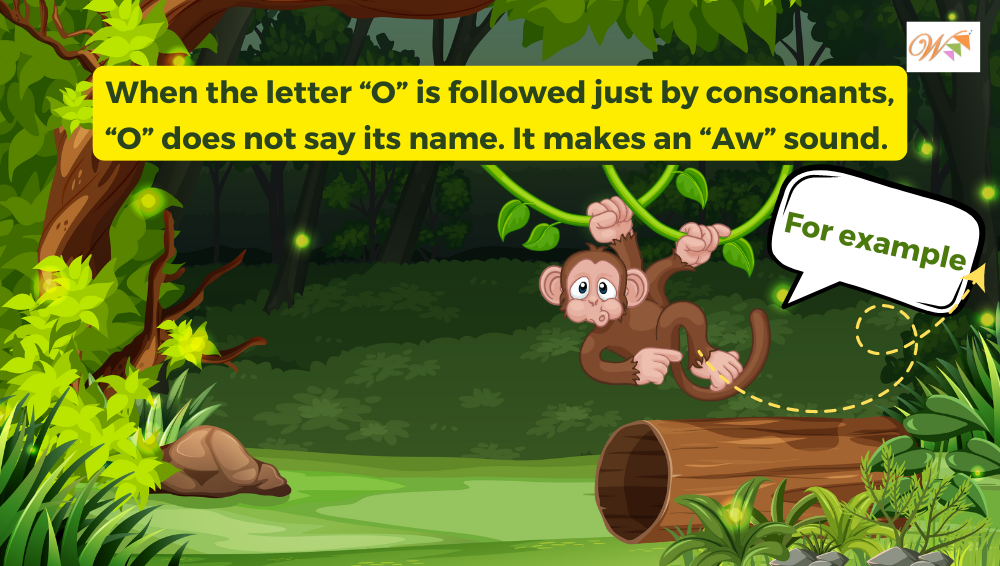 When the letter “O” is followed just by consonants,
“O” does not say its name. It makes an “Aw” sound.
For example
W